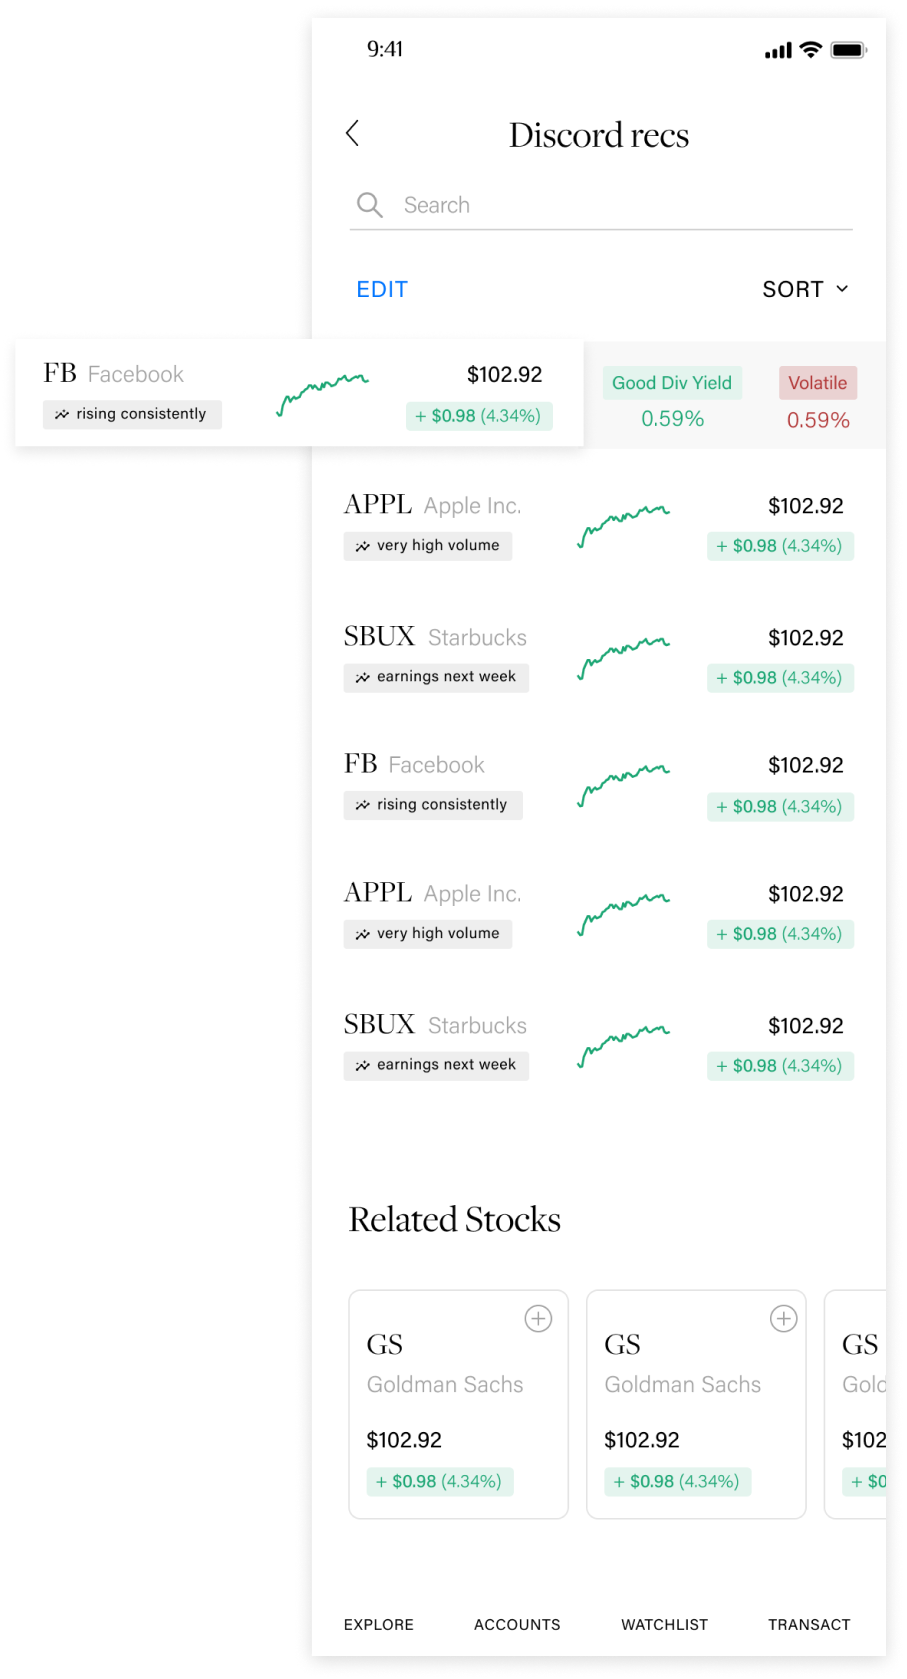 9:41
Discord recs
Search
EDIT SORT
FB Facebook $102.92 Good Div Yield Volatile
rising consistently + $0.98 (4.34%) 0.59% 0.59%
APPL Apple Inc. $102.92
very high volume + $0.98 (4.34%)
SBUX Starbucks $102.92
earnings next week + $0.98 (4.34%)
FB Facebook $102.92
rising consistently + $0.98 (4.34%)
APPL Apple Inc. $102.92
very high volume + $0.98 (4.34%)
SBUX Starbucks $102.92
earnings next week + $0.98 (4.34%)
Related Stocks
GS GS GS
Goldman Sachs Goldman Sachs Golc
$102.92 $102.92 $102
+ $0.98 (4.34%) + $0.98 (4.34%) + $0
EXPLORE ACCOUNTS WATCHLIST TRANSACT